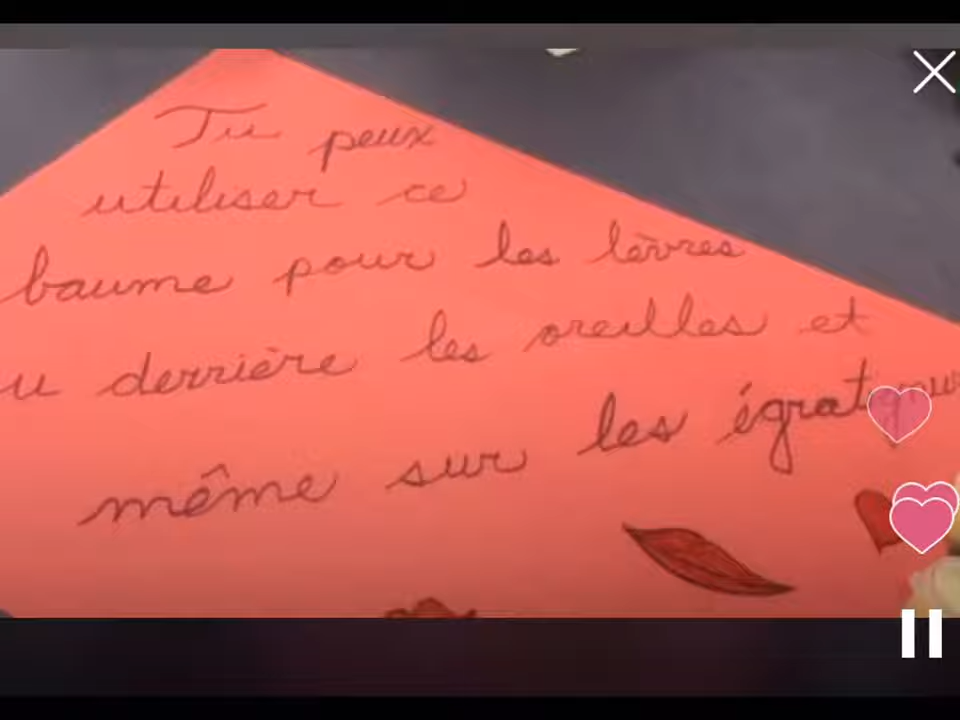 Tu peux
utiliser ce
baume pour les lèvres
derrière les oreilles et
même sur les